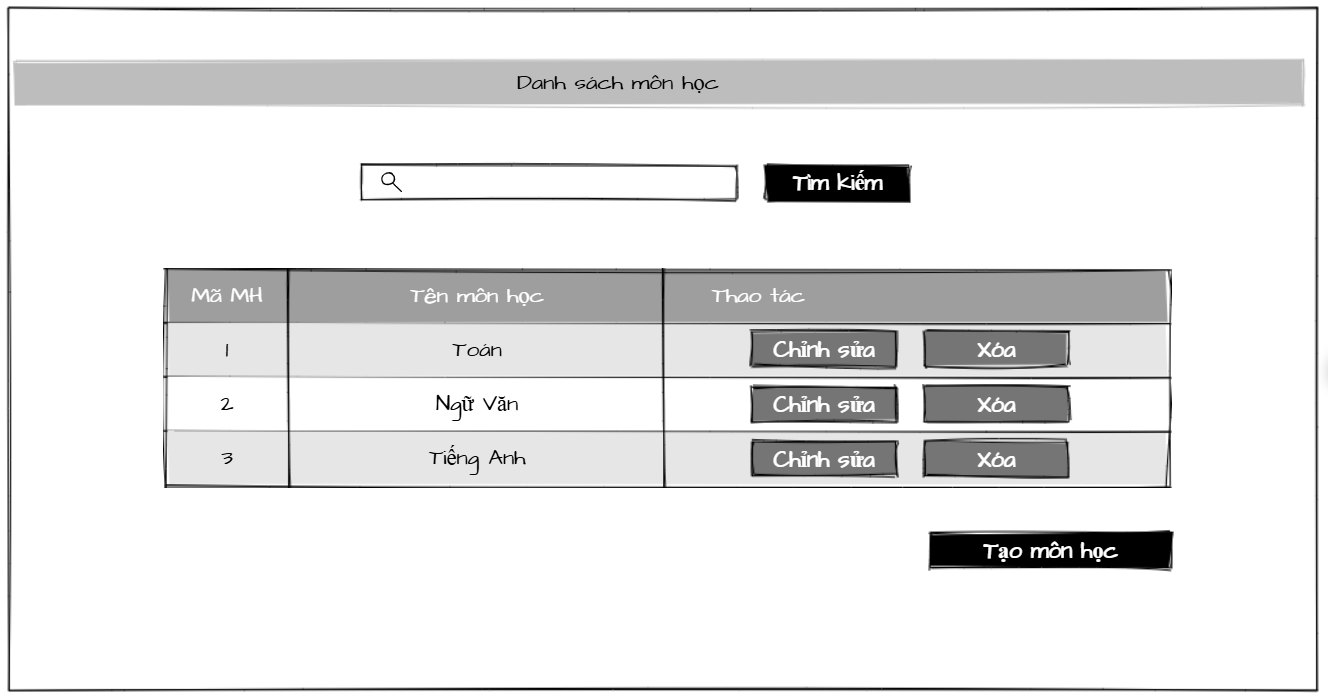 Danh sách môn học
Tìm kiếm
Mã MH Tên môn học Thao tác
1 Toán Chỉnh sửa Xóa
2 Ngữ Văn Chỉnh sửa Xóa
3 Tiếng Anh Chỉnh sửa Xóa
Tạo môn học